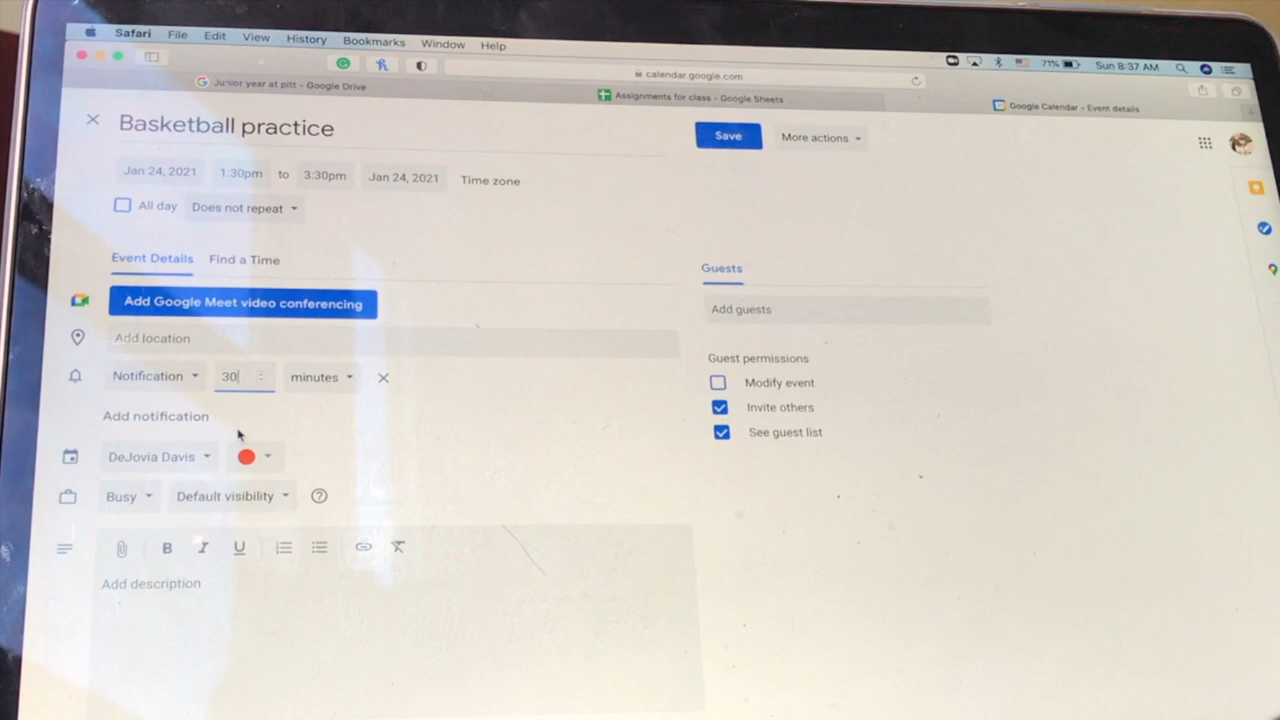 Safari File Edit View History Bookmarks Window Help
71% Sun 8:37 AM
calendar.google.com
Junior year at pitt - Google Drive
Assignments for class - Google Sheets
Google Calendar - Event details
Basketball practice
Save More actions
Jan 24, 2021 1:30pm to 3:30pm Jan 24, 2021 Time zone
All day Does not repeat
Event Details Find a Time
Guests
Add Google Meet video conferencing
Add guests
Add location
Guest permissions
Notification 30 minutes
Modify event
Invite others
Add notification
See guest list
DeJovia Davis
Busy Default visibility
B I U
Add description